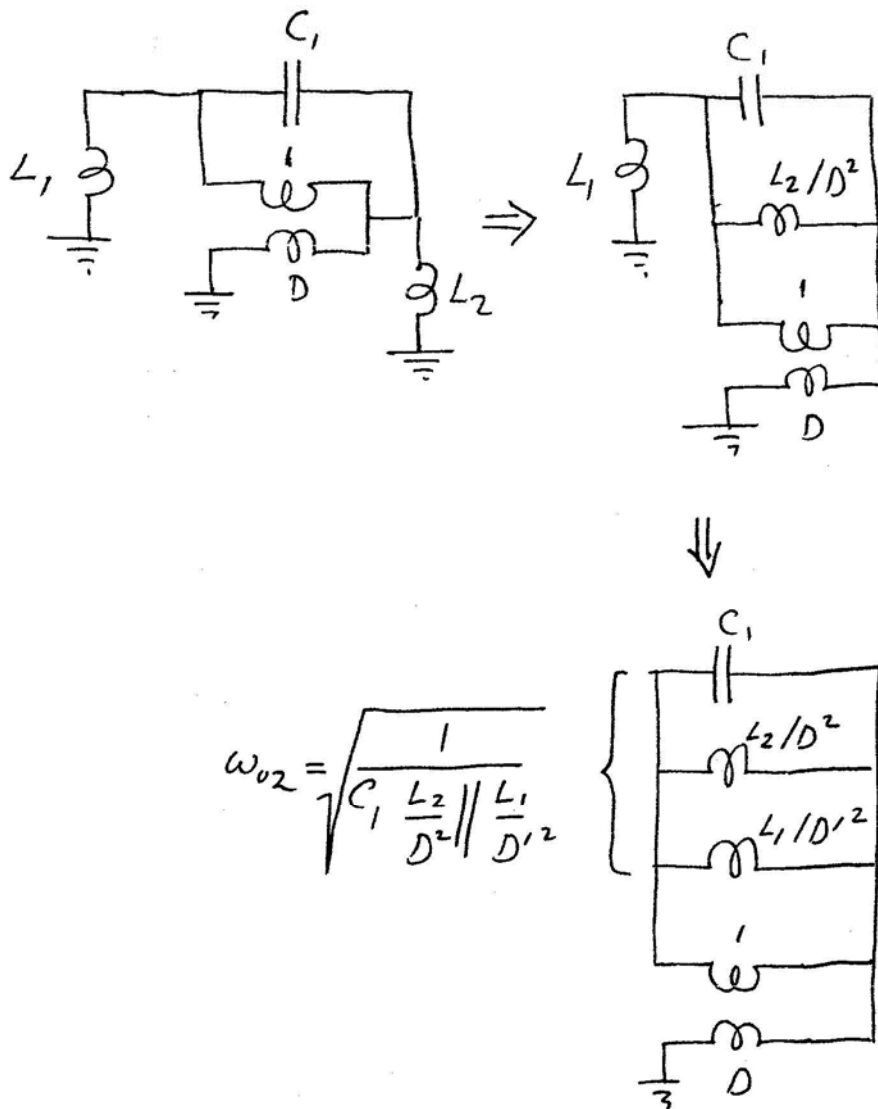 C₁
L₁
1
D
L₂
⇒
C₁
L₁
L₂/D²
1
D
⇓
ω₀₂ = √(1 / (C₁ L₂/D² ‖ L₁/D'²))
C₁
L₂/D²
L₁/D'²
1
D